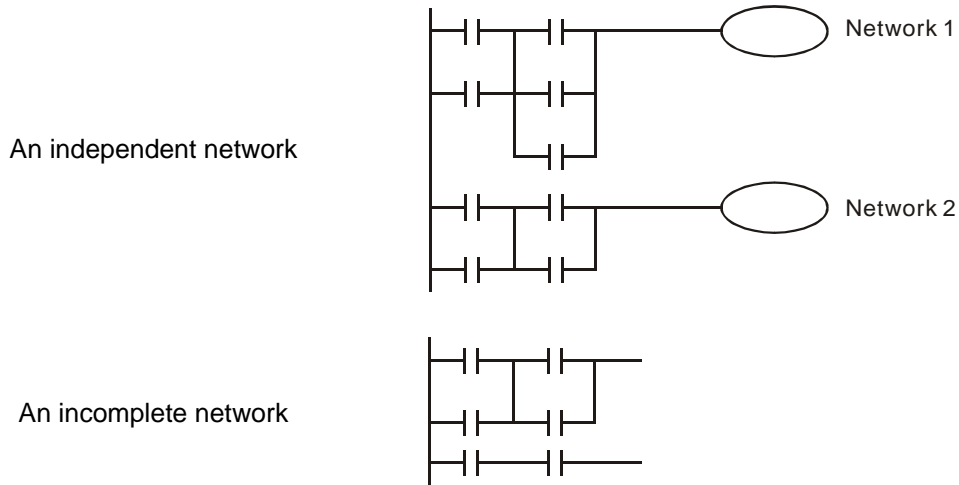 Network 1
An independent network
Network 2
An incomplete network